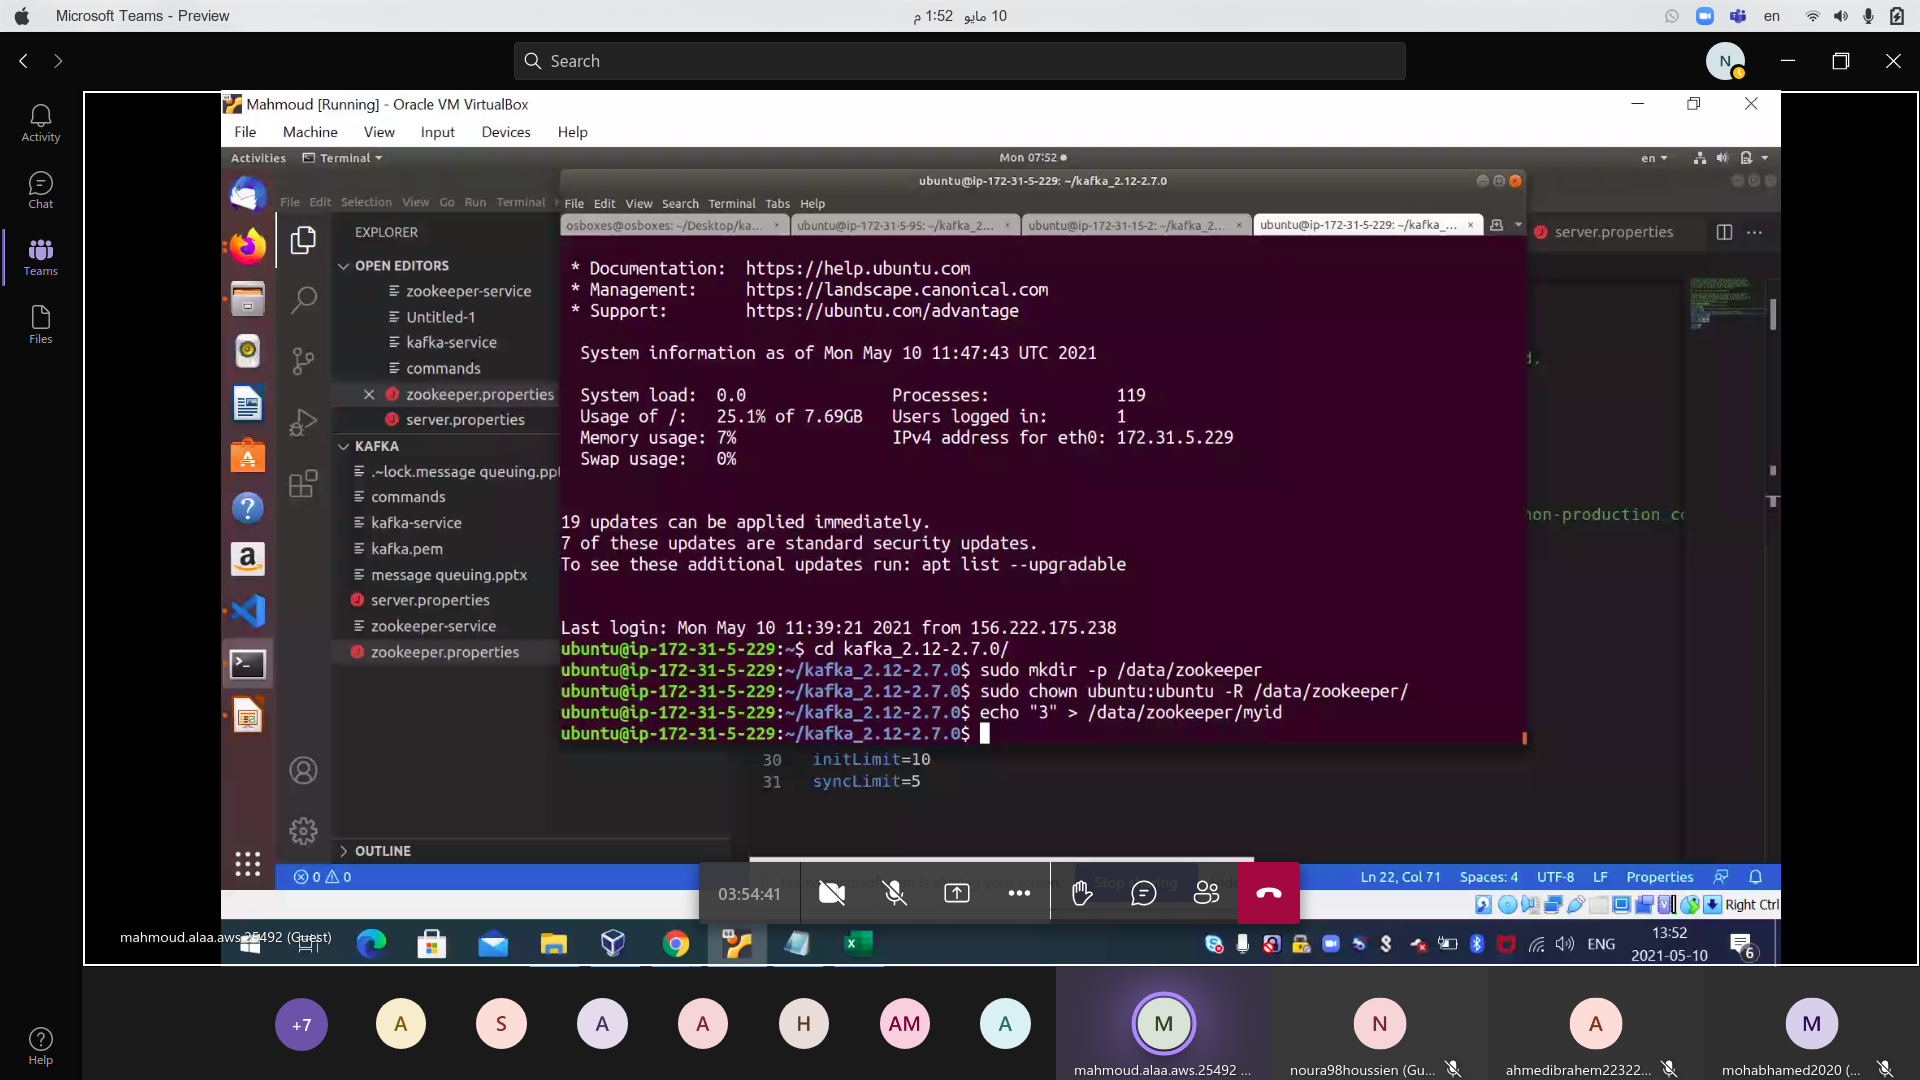 Microsoft Teams - Preview
10 مايو 1:52 م
en
Search
N
Activity
Chat
Teams
Files
Help
Mahmoud [Running] - Oracle VM VirtualBox
File Machine View Input Devices Help
Activities Terminal
Mon 07:52
en
File Edit Selection View Go Run Terminal
ubuntu@ip-172-31-5-229: ~/kafka_2.12-2.7.0
File Edit View Search Terminal Tabs Help
osboxes@osboxes: ~/Desktop/ka...
ubuntu@ip-172-31-5-95: ~/kafka_2...
ubuntu@ip-172-31-15-2: ~/kafka_2...
ubuntu@ip-172-31-5-229: ~/kafka_...
server.properties
EXPLORER
OPEN EDITORS
zookeeper-service
Untitled-1
kafka-service
commands
zookeeper.properties
server.properties
KAFKA
.~lock.message queuing.pp
commands
kafka-service
kafka.pem
message queuing.pptx
server.properties
zookeeper-service
zookeeper.properties
OUTLINE
* Documentation: https://help.ubuntu.com
* Management: https://landscape.canonical.com
* Support: https://ubuntu.com/advantage
System information as of Mon May 10 11:47:43 UTC 2021
System load: 0.0 Processes: 119
Usage of /: 25.1% of 7.69GB Users logged in: 1
Memory usage: 7% IPv4 address for eth0: 172.31.5.229
Swap usage: 0%
19 updates can be applied immediately.
7 of these updates are standard security updates.
To see these additional updates run: apt list --upgradable
Last login: Mon May 10 11:39:21 2021 from 156.222.175.238
ubuntu@ip-172-31-5-229:~$ cd kafka_2.12-2.7.0/
ubuntu@ip-172-31-5-229:~/kafka_2.12-2.7.0$ sudo mkdir -p /data/zookeeper
ubuntu@ip-172-31-5-229:~/kafka_2.12-2.7.0$ sudo chown ubuntu:ubuntu -R /data/zookeeper/
ubuntu@ip-172-31-5-229:~/kafka_2.12-2.7.0$ echo "3" > /data/zookeeper/myid
ubuntu@ip-172-31-5-229:~/kafka_2.12-2.7.0$
d.
non-production
30 initLimit=10
31 syncLimit=5
0 0
Ln 22, Col 71 Spaces: 4 UTF-8 LF Properties
03:54:41
Stop sharing
Right Ctrl
mahmoud.alaa.aws.25492 (Guest)
ENG
13:52
2021-05-10
6
+7
A
S
A
A
H
AM
A
M
mahmoud.alaa.aws.25492 ...
N
noura98houssien (Gu...
A
ahmedibrahem22322...
M
mohabhamed2020 (...